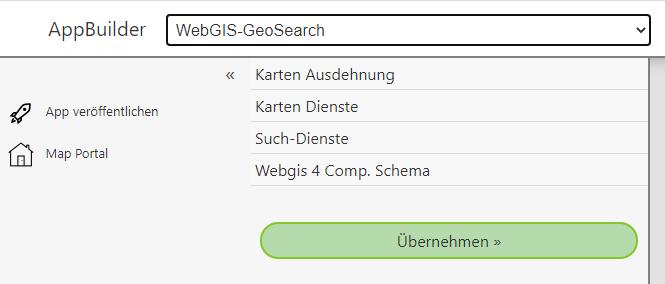 AppBuilder
WebGIS-GeoSearch
«
App veröffentlichen
Map Portal
Karten Ausdehnung
Karten Dienste
Such-Dienste
Webgis 4 Comp. Schema
Übernehmen »